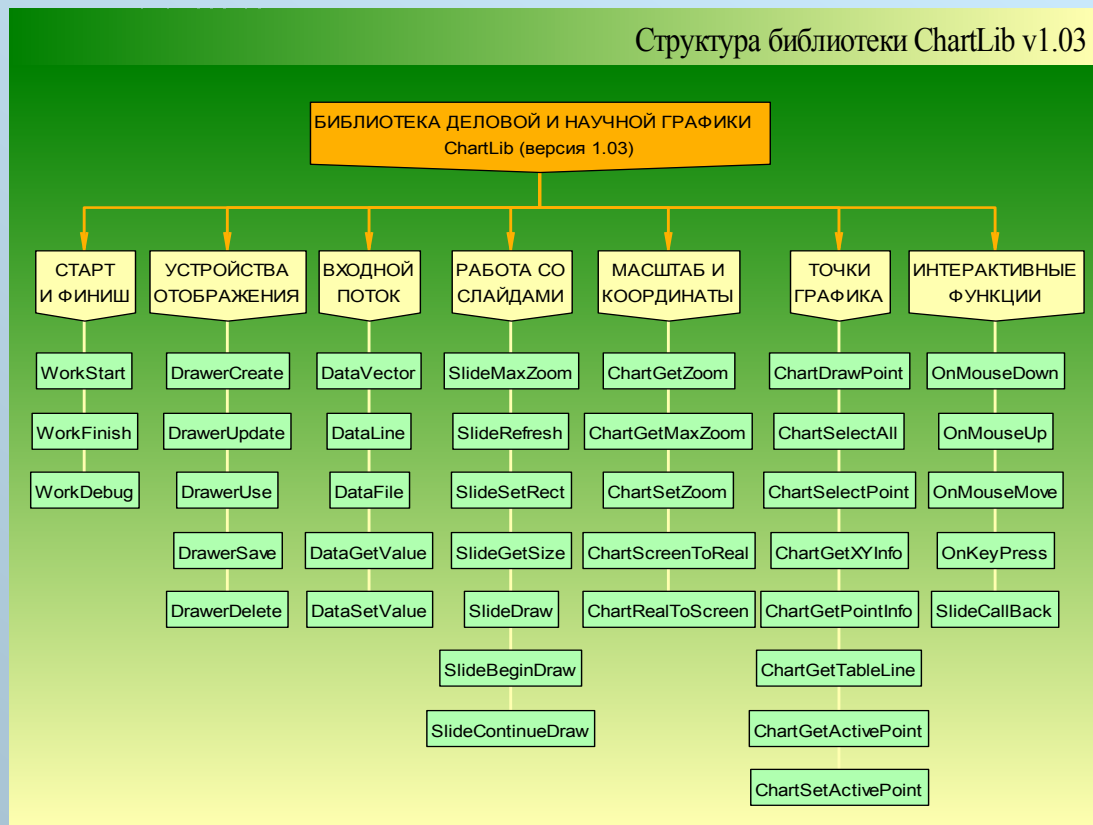 Структура библиотеки ChartLib v1.03
БИБЛИОТЕКА ДЕЛОВОЙ И НАУЧНОЙ ГРАФИКИ
ChartLib (версия 1.03)
СТАРТ
И ФИНИШ
WorkStart
WorkFinish
WorkDebug
УСТРОЙСТВА
ОТОБРАЖЕНИЯ
DrawerCreate
DrawerUpdate
DrawerUse
DrawerSave
DrawerDelete
ВХОДНОЙ
ПОТОК
DataVector
DataLine
DataFile
DataGetValue
DataSetValue
РАБОТА СО
СЛАЙДАМИ
SlideMaxZoom
SlideRefresh
SlideSetRect
SlideGetSize
SlideDraw
SlideBeginDraw
SlideContinueDraw
МАСШТАБ И
КООРДИНАТЫ
ChartGetZoom
ChartGetMaxZoom
ChartSetZoom
ChartScreenToReal
ChartRealToScreen
ТОЧКИ
ГРАФИКА
ChartDrawPoint
ChartSelectAll
ChartSelectPoint
ChartGetXYInfo
ChartGetPointInfo
ChartGetTableLine
ChartGetActivePoint
ChartSetActivePoint
ИНТЕРАКТИВНЫЕ
ФУНКЦИИ
OnMouseDown
OnMouseUp
OnMouseMove
OnKeyPress
SlideCallBack